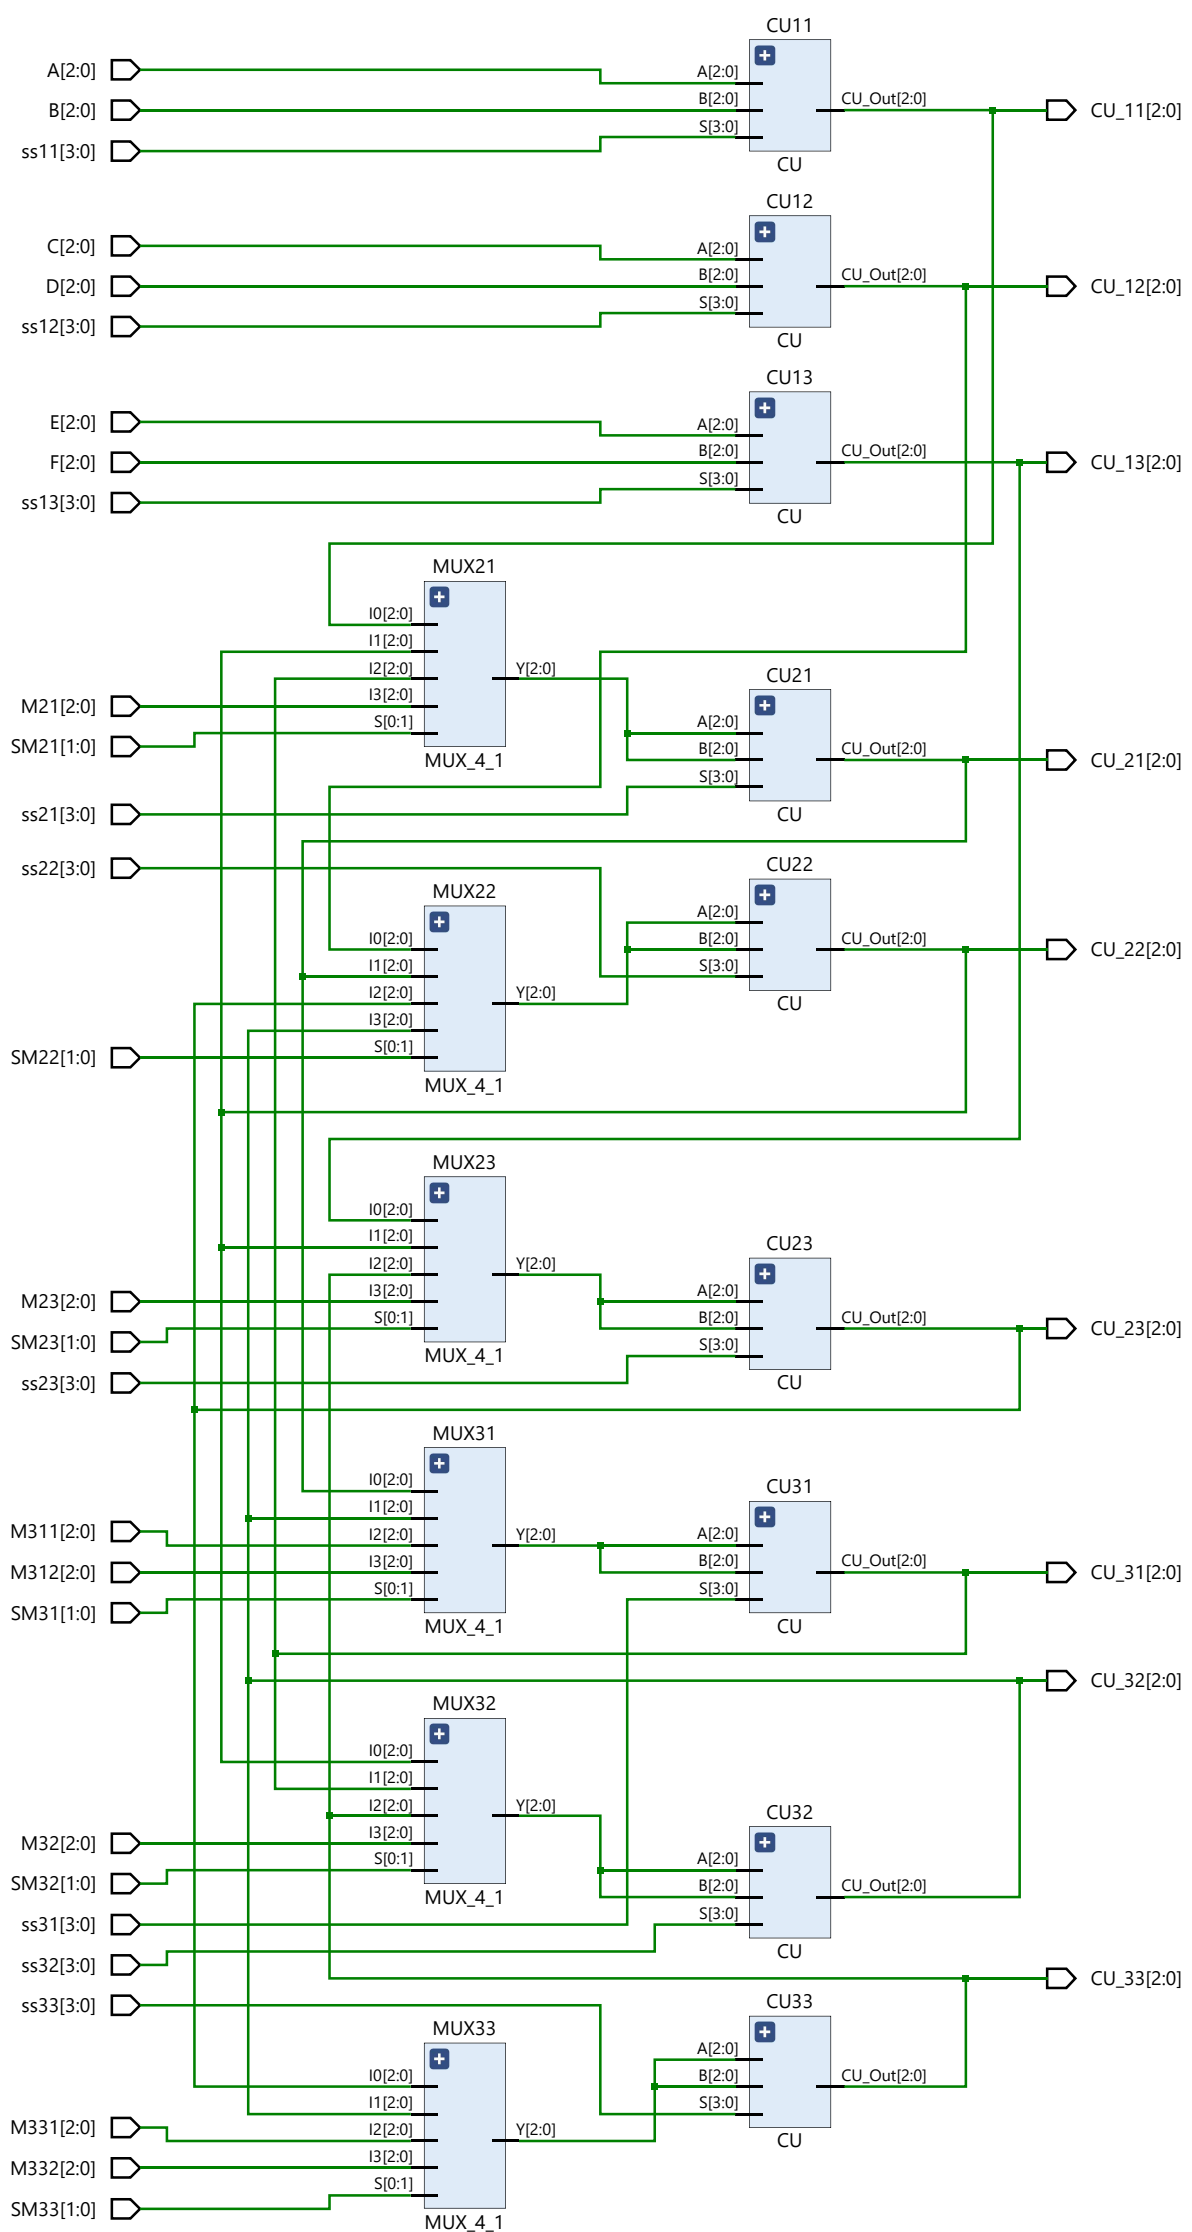 CU11
A[2:0]
A[2:0]
B[2:0]
B[2:0]
CU_Out[2:0]
CU_11[2:0]
S[3:0]
ss11[3:0]
CU
CU12
C[2:0]
A[2:0]
D[2:0]
B[2:0]
CU_Out[2:0]
CU_12[2:0]
S[3:0]
ss12[3:0]
CU
CU13
E[2:0]
A[2:0]
F[2:0]
B[2:0]
CU_Out[2:0]
CU_13[2:0]
S[3:0]
ss13[3:0]
CU
MUX21
I0[2:0]
I1[2:0]
I2[2:0]
Y[2:0]
I3[2:0]
M21[2:0]
S[0:1]
SM21[1:0]
MUX_4_1
CU21
A[2:0]
B[2:0]
CU_Out[2:0]
CU_21[2:0]
S[3:0]
ss21[3:0]
CU
ss22[3:0]
CU22
A[2:0]
B[2:0]
CU_Out[2:0]
CU_22[2:0]
S[3:0]
CU
MUX22
I0[2:0]
I1[2:0]
I2[2:0]
Y[2:0]
I3[2:0]
S[0:1]
SM22[1:0]
MUX_4_1
MUX23
I0[2:0]
I1[2:0]
I2[2:0]
Y[2:0]
I3[2:0]
M23[2:0]
S[0:1]
SM23[1:0]
MUX_4_1
CU23
A[2:0]
B[2:0]
CU_Out[2:0]
CU_23[2:0]
S[3:0]
ss23[3:0]
CU
MUX31
I0[2:0]
I1[2:0]
M311[2:0]
I2[2:0]
Y[2:0]
M312[2:0]
I3[2:0]
S[0:1]
SM31[1:0]
MUX_4_1
CU31
A[2:0]
B[2:0]
CU_Out[2:0]
CU_31[2:0]
S[3:0]
CU
CU_32[2:0]
MUX32
I0[2:0]
I1[2:0]
I2[2:0]
Y[2:0]
M32[2:0]
I3[2:0]
S[0:1]
SM32[1:0]
MUX_4_1
CU32
A[2:0]
B[2:0]
CU_Out[2:0]
S[3:0]
CU
ss31[3:0]
ss32[3:0]
CU_33[2:0]
ss33[3:0]
CU33
A[2:0]
B[2:0]
CU_Out[2:0]
S[3:0]
CU
MUX33
I0[2:0]
I1[2:0]
M331[2:0]
I2[2:0]
Y[2:0]
M332[2:0]
I3[2:0]
S[0:1]
SM33[1:0]
MUX_4_1